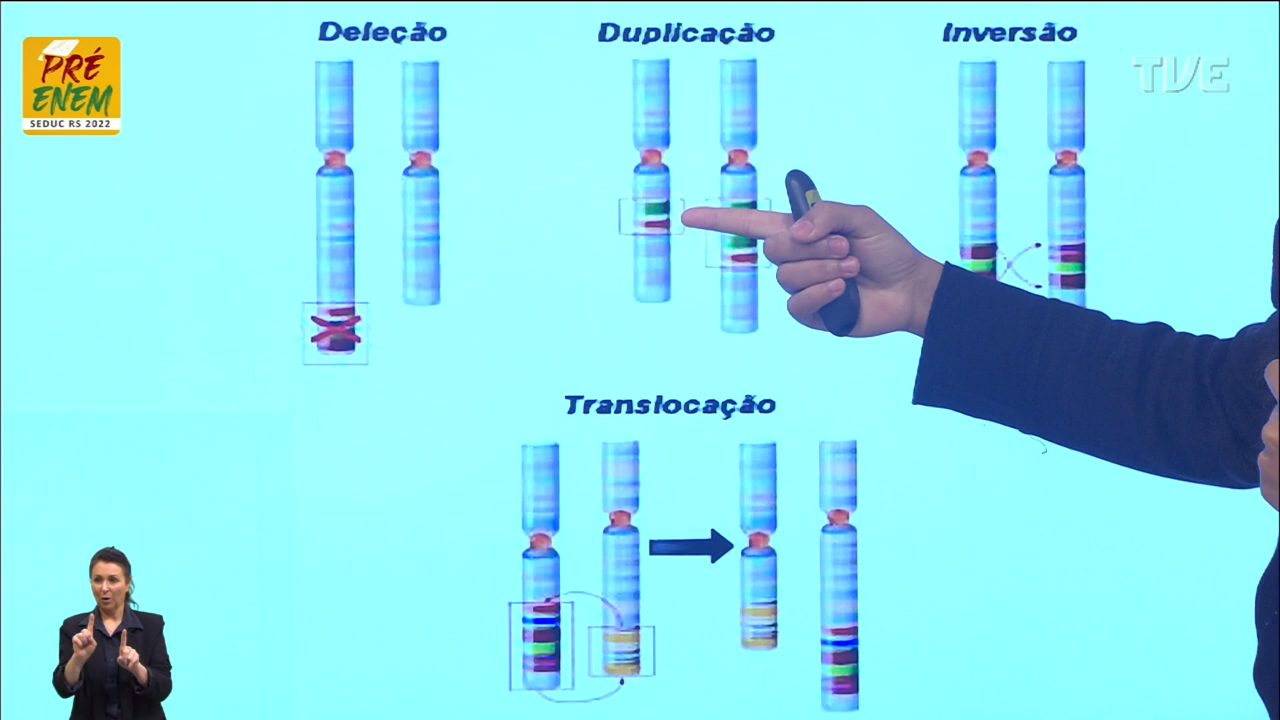 Deleção
Duplicação
Inversão
TVE
PRÉ
ENEM
SEDUC RS 2022
Translocação